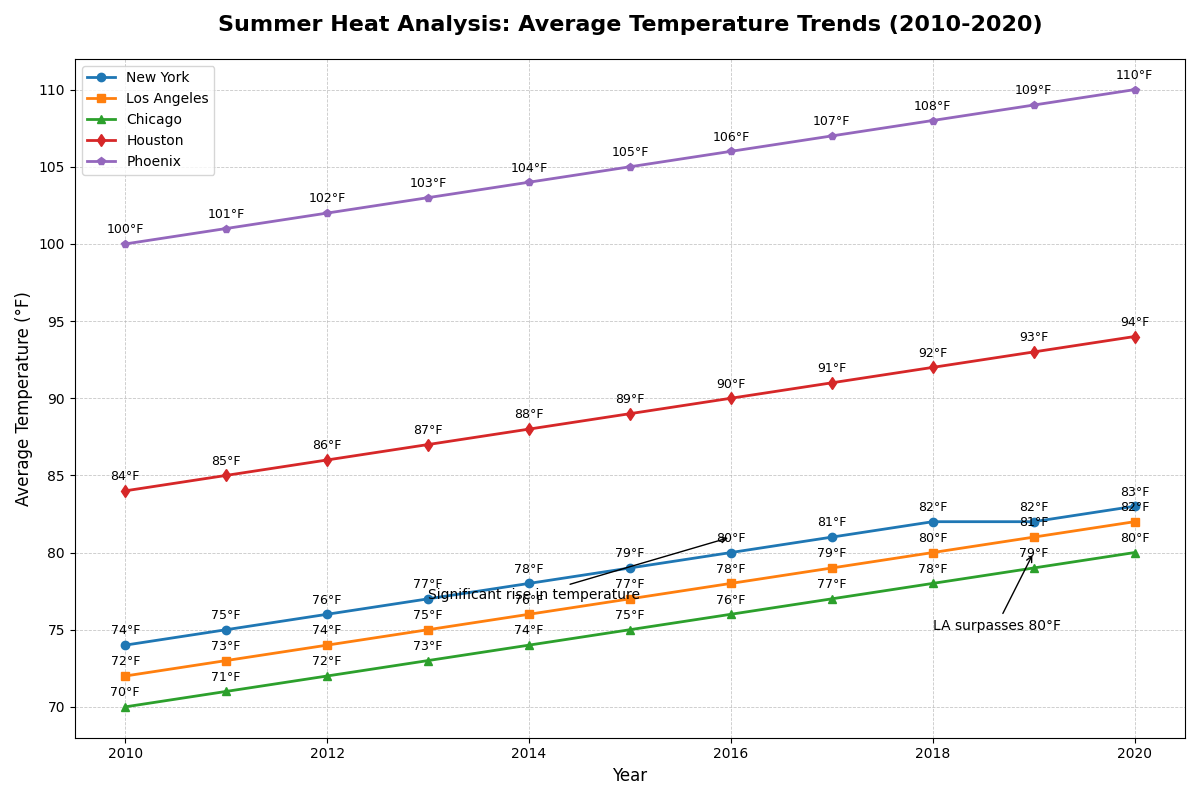 Summer Heat Analysis: Average Temperature Trends (2010-2020)
New York
Los Angeles
Chicago
Houston
Phoenix
Average Temperature (°F)
110
105
100
95
90
85
80
75
70
100°F 101°F 102°F 103°F 104°F 105°F 106°F 107°F 108°F 109°F 110°F
84°F 85°F 86°F 87°F 88°F 89°F 90°F 91°F 92°F 93°F 94°F
74°F 75°F 76°F 77°F 78°F 79°F 80°F 81°F 82°F 82°F 83°F
72°F 73°F 74°F 75°F 76°F 77°F 78°F 79°F 80°F 81°F 82°F
70°F 71°F 72°F 73°F 74°F 75°F 76°F 77°F 78°F 79°F 80°F
Significant rise in temperature
LA surpasses 80°F
2010 2012 2014 2016 2018 2020
Year